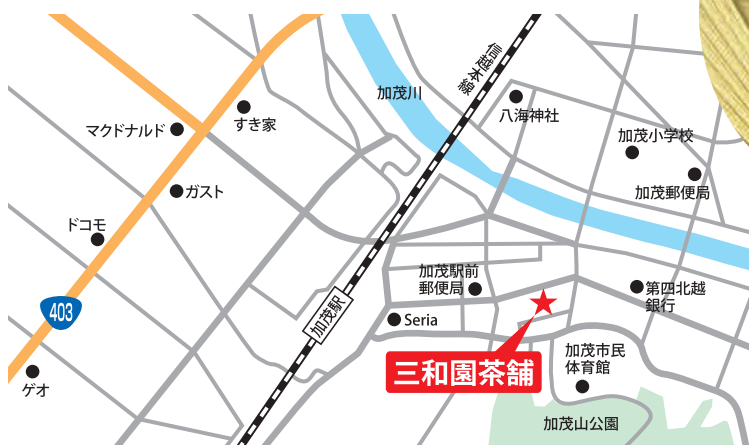 信越本線
加茂川
八海神社
すき家
マクドナルド
加茂小学校
加茂郵便局
ガスト
ドコモ
加茂駅前
郵便局
第四北越
銀行
403
加茂駅
Seria
三和園茶舗
加茂市民
体育館
ゲオ
加茂山公園